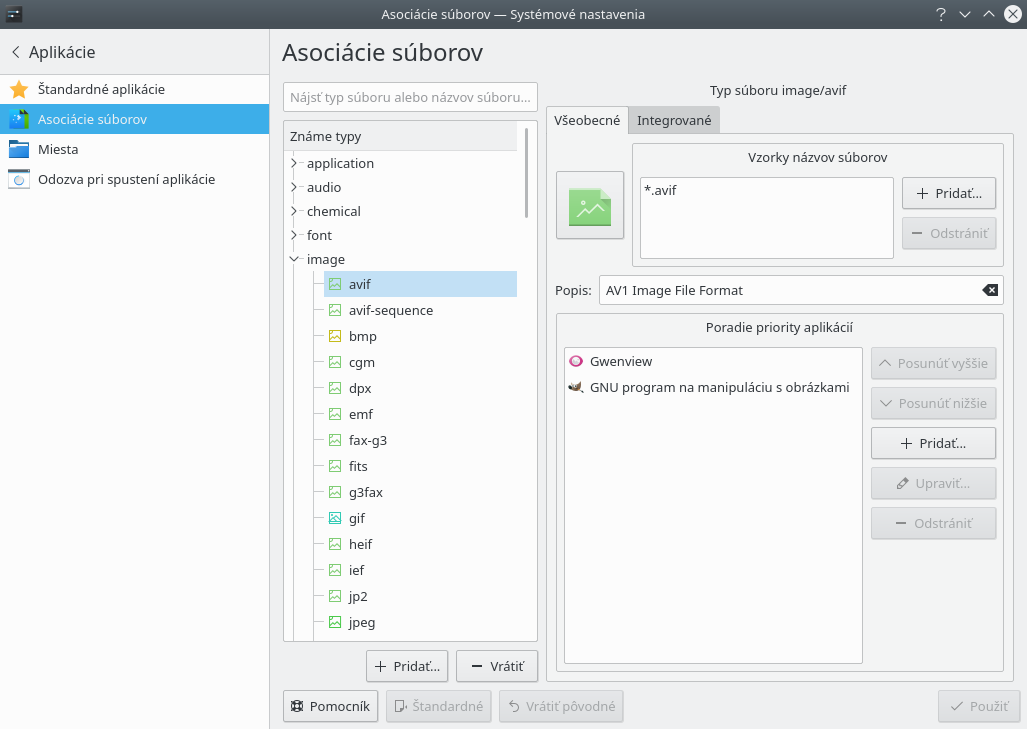 Asociácie súborov — Systémové nastavenia
Aplikácie
Štandardné aplikácie
Asociácie súborov
Miesta
Odozva pri spustení aplikácie
Asociácie súborov
Nájsť typ súboru alebo názvov súboru...
Známe typy
application
audio
chemical
font
image
avif
avif-sequence
bmp
cgm
dpx
emf
fax-g3
fits
g3fax
gif
heif
ief
jp2
jpeg
Pridať...
Vrátiť
Typ súboru image/avif
Všeobecné
Integrované
Vzorky názvov súborov
*.avif
Pridať...
Odstrániť
Popis:
AV1 Image File Format
Poradie priority aplikácií
Gwenview
GNU program na manipuláciu s obrázkami
Posunúť vyššie
Posunúť nižšie
Pridať...
Upraviť...
Odstrániť
Pomocník
Štandardné
Vrátiť pôvodné
Použiť